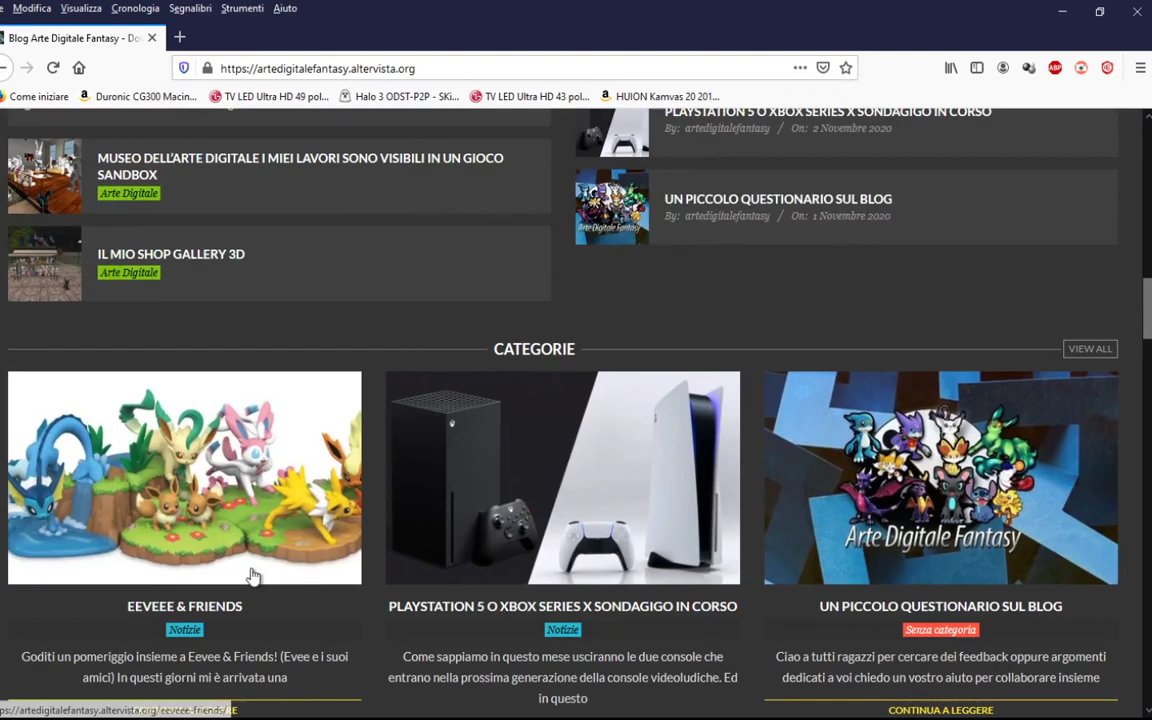 Modifica Visualizza Cronologia Segnalibri Strumenti Aiuto
Blog Arte Digitale Fantasy - Do
https://artedigitalefantasy.altervista.org
ABP
Come iniziare Duronic CG300 Macin... TV LED Ultra HD 49 pol... Halo 3 ODST-P2P - SKi... TV LED Ultra HD 43 pol... HUION Kamvas 20 201...
PLAYSTATION 5 O XBOX SERIES X SONDAGIGO IN CORSO
By: artedigitalefantasy / On: 2 Novembre 2020
MUSEO DELL'ARTE DIGITALE I MIEI LAVORI SONO VISIBILI IN UN GIOCO
SANDBOX
Arte Digitale
UN PICCOLO QUESTIONARIO SUL BLOG
By: artedigitalefantasy / On: 1 Novembre 2020
Arte Digitale Fantasy
IL MIO SHOP GALLERY 3D
Arte Digitale
CATEGORIE
VIEW ALL
Arte Digitale Fantasy
EEVEEE & FRIENDS
Notizie
Goditi un pomeriggio insieme a Eevee & Friends! (Evee e i suoi
amici) In questi giorni mi è arrivata una
PLAYSTATION 5 O XBOX SERIES X SONDAGIGO IN CORSO
Notizie
Come sappiamo in questo mese usciranno le due console che
entrano nella prossima generazione della console videoludiche. Ed
in questo
UN PICCOLO QUESTIONARIO SUL BLOG
Senza categoria
Ciao a tutti ragazzi per cercare dei feedback oppure argomenti
dedicati a voi chiedo un vostro aiuto per collaborare insieme
CONTINUA A LEGGERE
ps://artedigitalefantasy.altervista.org/eeveee-friends/